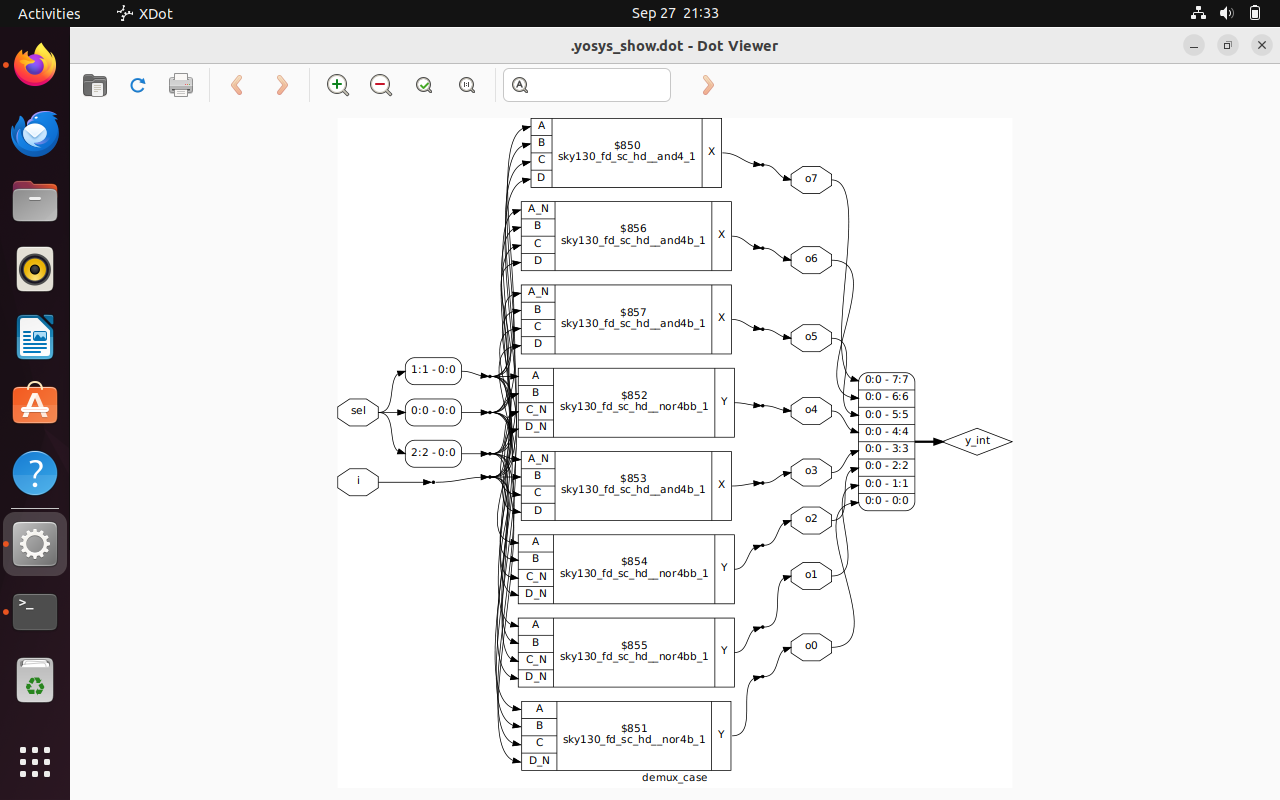 Activities
XDot
Sep 27 21:33
.yosys_show.dot - Dot Viewer
A
B
C
D
$850
sky130_fd_sc_hd__and4_1
X
o7
A_N
B
C
D
$856
sky130_fd_sc_hd__and4b_1
X
o6
A_N
B
C
D
$857
sky130_fd_sc_hd__and4b_1
X
o5
1:1 - 0:0
sel
0:0 - 0:0
2:2 - 0:0
i
A
B
C_N
D_N
$852
sky130_fd_sc_hd__nor4bb_1
Y
o4
0:0 - 7:7
0:0 - 6:6
0:0 - 5:5
0:0 - 4:4
0:0 - 3:3
0:0 - 2:2
0:0 - 1:1
0:0 - 0:0
y_int
A_N
B
C
D
$853
sky130_fd_sc_hd__and4b_1
X
o3
o2
A
B
C_N
D_N
$854
sky130_fd_sc_hd__nor4bb_1
Y
o1
A
B
C_N
D_N
$855
sky130_fd_sc_hd__nor4bb_1
Y
o0
A
B
C
D_N
$851
sky130_fd_sc_hd__nor4b_1
Y
demux_case